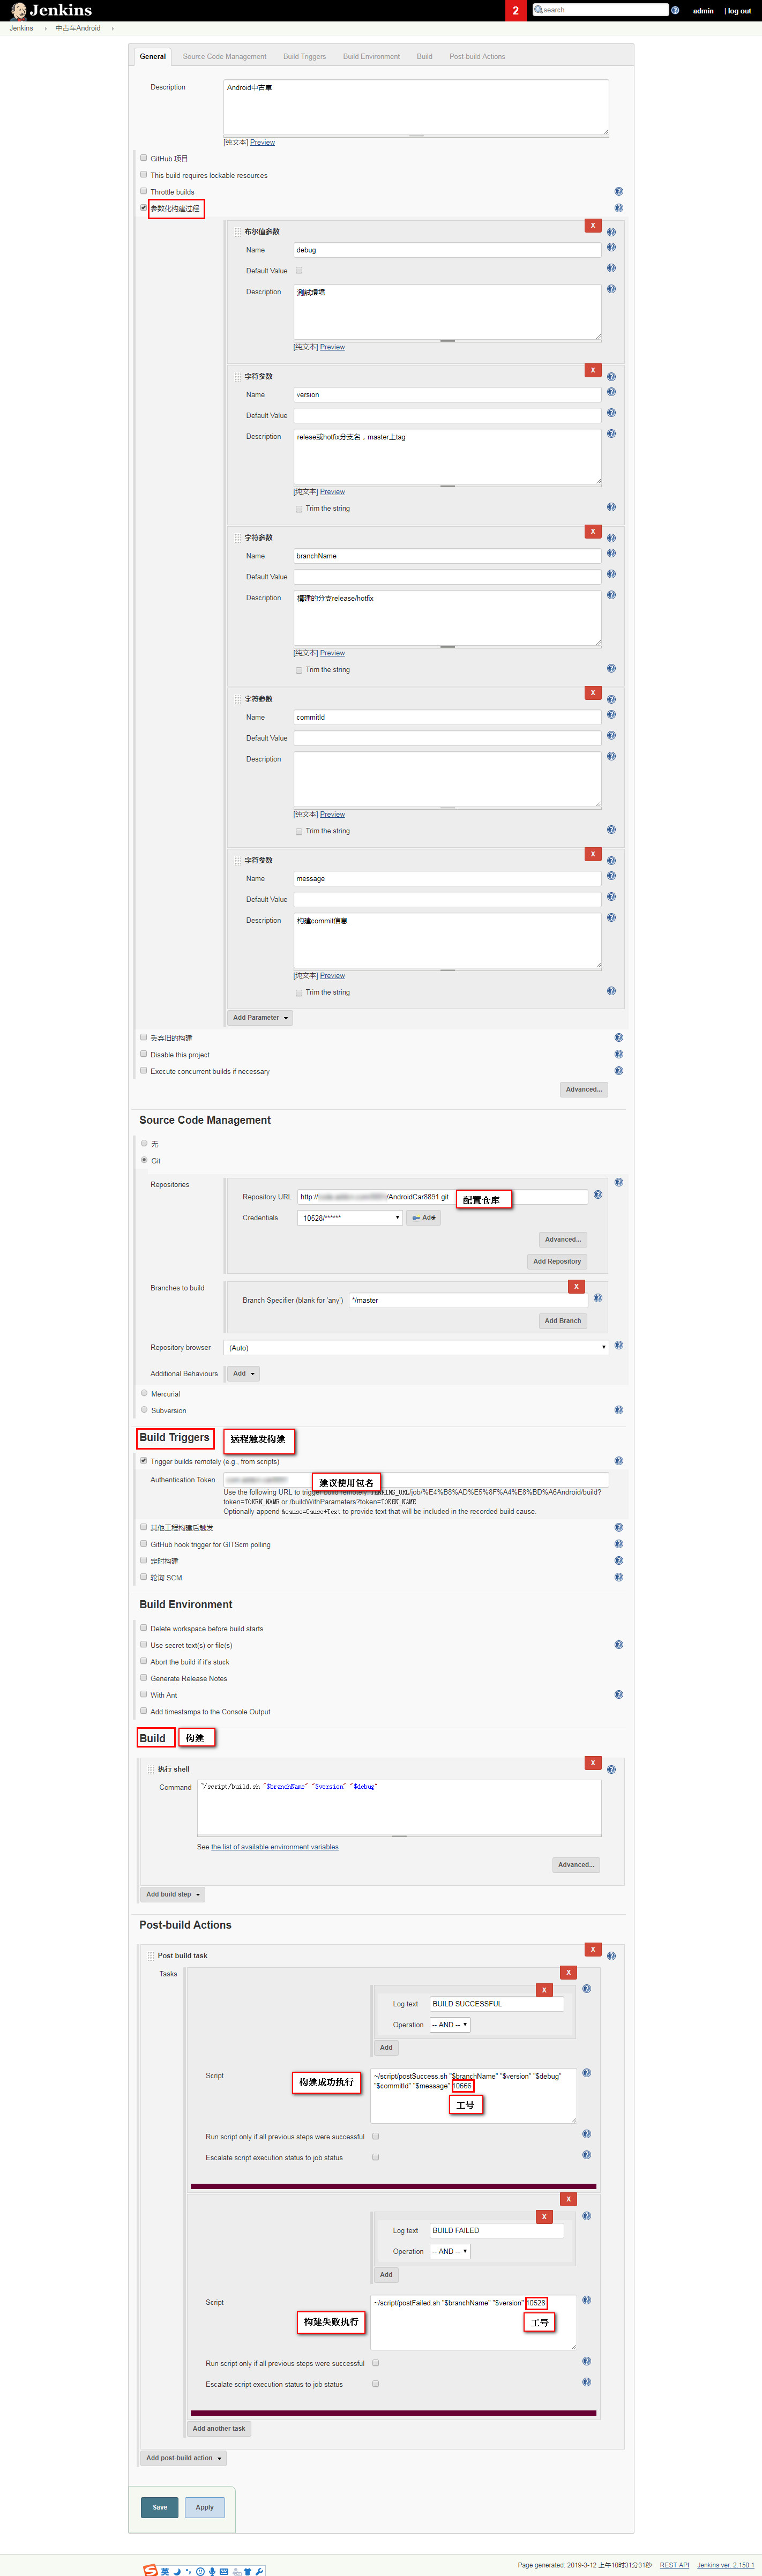 Jenkins
2
search
admin
| log out
Jenkins › 中古车Android ›
General
Source Code Management
Build Triggers
Build Environment
Build
Post-build Actions
Description
Android中古車
[纯文本] Preview
GitHub 项目
This build requires lockable resources
Throttle builds
参数化构建过程
X
布尔值参数
Name
debug
Default Value
Description
測試環境
[纯文本] Preview
X
字符参数
Name
version
Default Value
Description
relese或hotfix分支名，master上tag
[纯文本] Preview
Trim the string
X
字符参数
Name
branchName
Default Value
Description
構建的分支release/hotfix
[纯文本] Preview
Trim the string
X
字符参数
Name
commitId
Default Value
Description
[纯文本] Preview
Trim the string
X
字符参数
Name
message
Default Value
Description
构建commit信息
[纯文本] Preview
Trim the string
Add Parameter
丢弃旧的构建
Disable this project
Execute concurrent builds if necessary
Advanced...
Source Code Management
无
Git
Repositories
Repository URL
http:// /AndroidCar8891.git
配置仓库
Credentials
10528/******
Add
Advanced...
Add Repository
Branches to build
X
Branch Specifier (blank for 'any')
*/master
Add Branch
Repository browser
(Auto)
Additional Behaviours
Add
Mercurial
Subversion
Build Triggers
远程触发构建
Trigger builds remotely (e.g., from scripts)
Authentication Token
建议使用包名
Use the following URL to trigger build remotely: JENKINS_URL/job/%E4%B8%AD%E5%8F%A4%E8%BD%A6Android/build?
token=TOKEN_NAME or /buildWithParameters?token=TOKEN_NAME
Optionally append &cause=Cause+Text to provide text that will be included in the recorded build cause.
其他工程构建后触发
GitHub hook trigger for GITScm polling
定时构建
轮询 SCM
Build Environment
Delete workspace before build starts
Use secret text(s) or file(s)
Abort the build if it's stuck
Generate Release Notes
With Ant
Add timestamps to the Console Output
Build
构建
X
执行 shell
Command
~/script/build.sh "$branchName" "$version" "$debug"
See the list of available environment variables
Advanced...
Add build step
Post-build Actions
X
Post build task
Tasks
X
X
Log text
BUILD SUCCESSFUL
Operation
-- AND --
Add
Script
构建成功执行
~/script/postSuccess.sh "$branchName" "$version" "$debug"
"$commitId" "$message" 10666
工号
Run script only if all previous steps were successful
Escalate script execution status to job status
X
X
Log text
BUILD FAILED
Operation
-- AND --
Add
Script
~/script/postFailed.sh "$branchName" "$version" 10528
构建失败执行
工号
Run script only if all previous steps were successful
Escalate script execution status to job status
Add another task
Add post-build action
Save
Apply
英
Page generated: 2019-3-12 上午10时31分31秒
REST API
Jenkins ver. 2.150.1